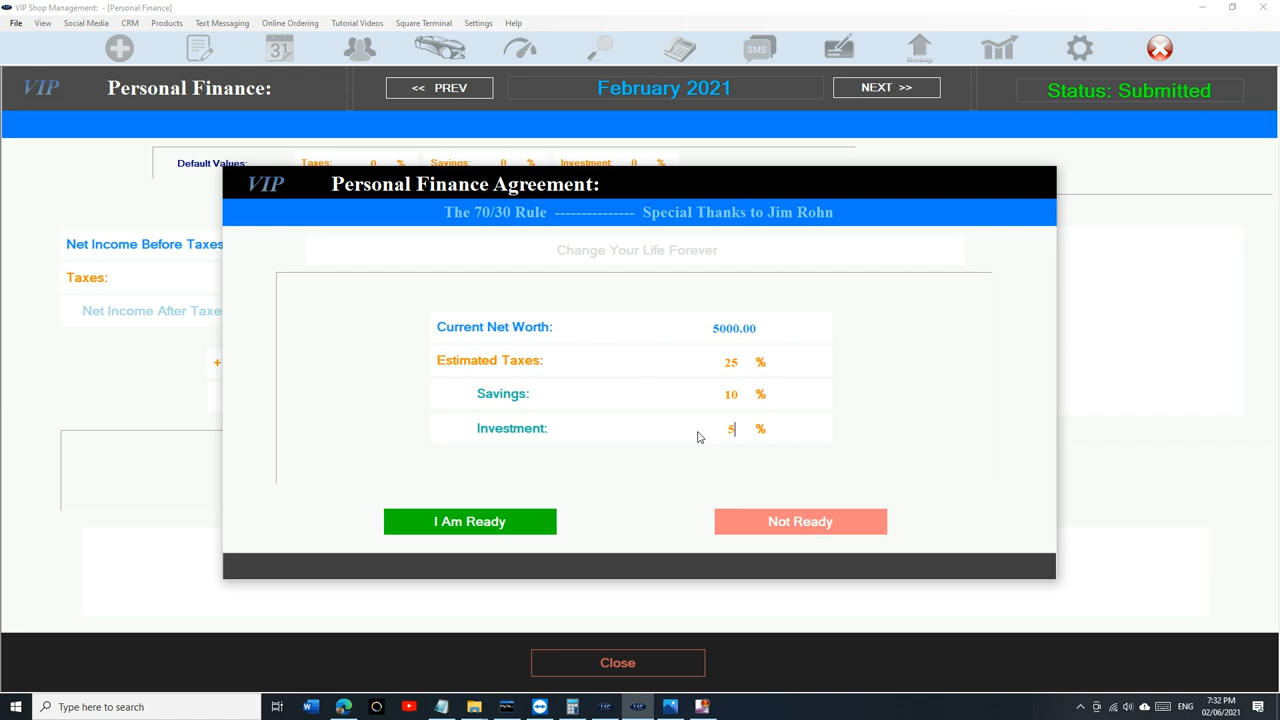 VIP Shop Management: - [Personal Finance]
File View Social Media CRM Products Text Messaging Online Ordering Tutorial Videos Square Terminal Settings Help
31 SMS Backup
VIP Personal Finance: << PREV February 2021 NEXT >> Status: Submitted
Default Values: Taxes: 0 % Savings: 0 % Investment: 0 %
VIP Personal Finance Agreement:
The 70/30 Rule --------------- Special Thanks to Jim Rohn
Net Income Before Taxes
Change Your Life Forever
Taxes:
Net Income After Taxe
Current Net Worth: 5000.00
Estimated Taxes: 25 %
+
Savings: 10 %
Investment: 5 %
I Am Ready Not Ready
Close
Type here to search
ENG
7:32 PM
02/06/2021